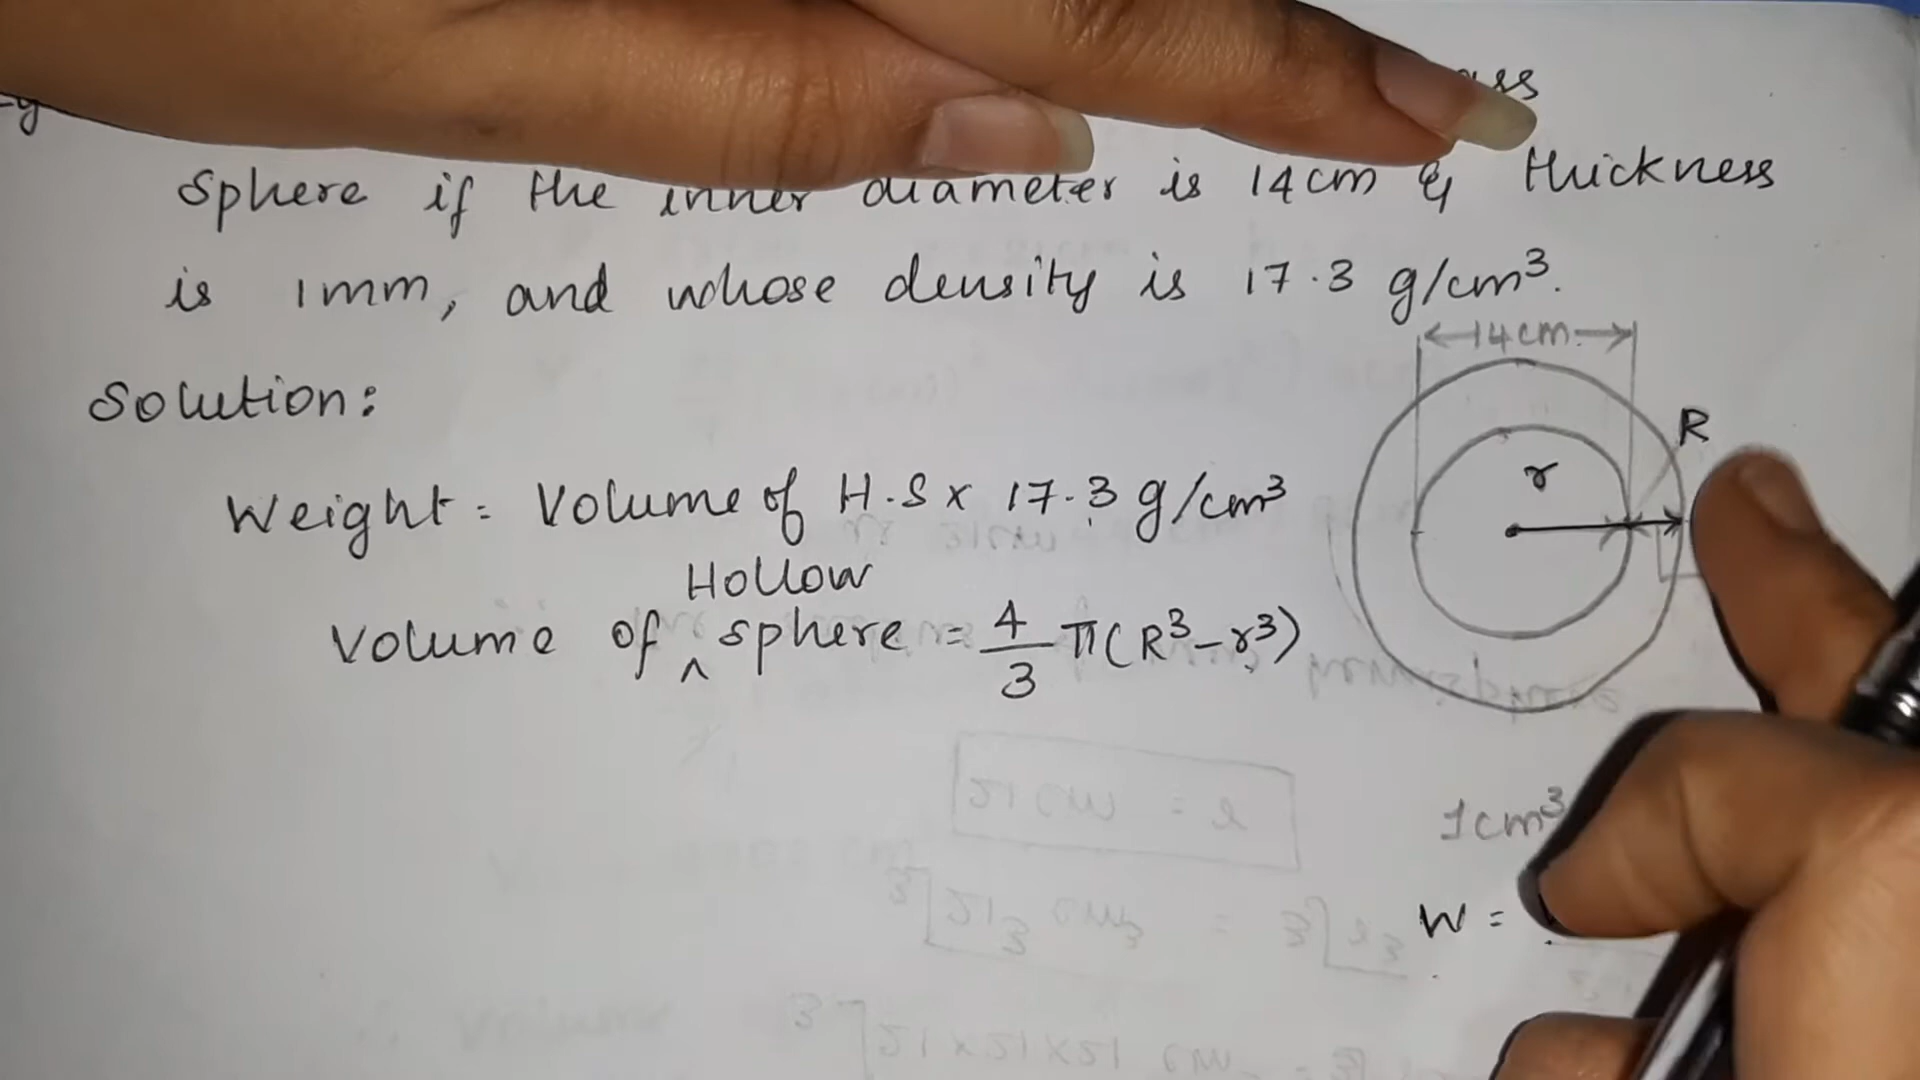 sphere if the inner diameter is 14cm & thickness
is 1mm, and whose density is 17.3 g/cm³.
14cm
Solution:
R
r
Weight = Volume of H.S x 17.3 g/cm³
Hollow
Volume of ^ sphere = 4/3 π(R³-r³)
1cm³
W =